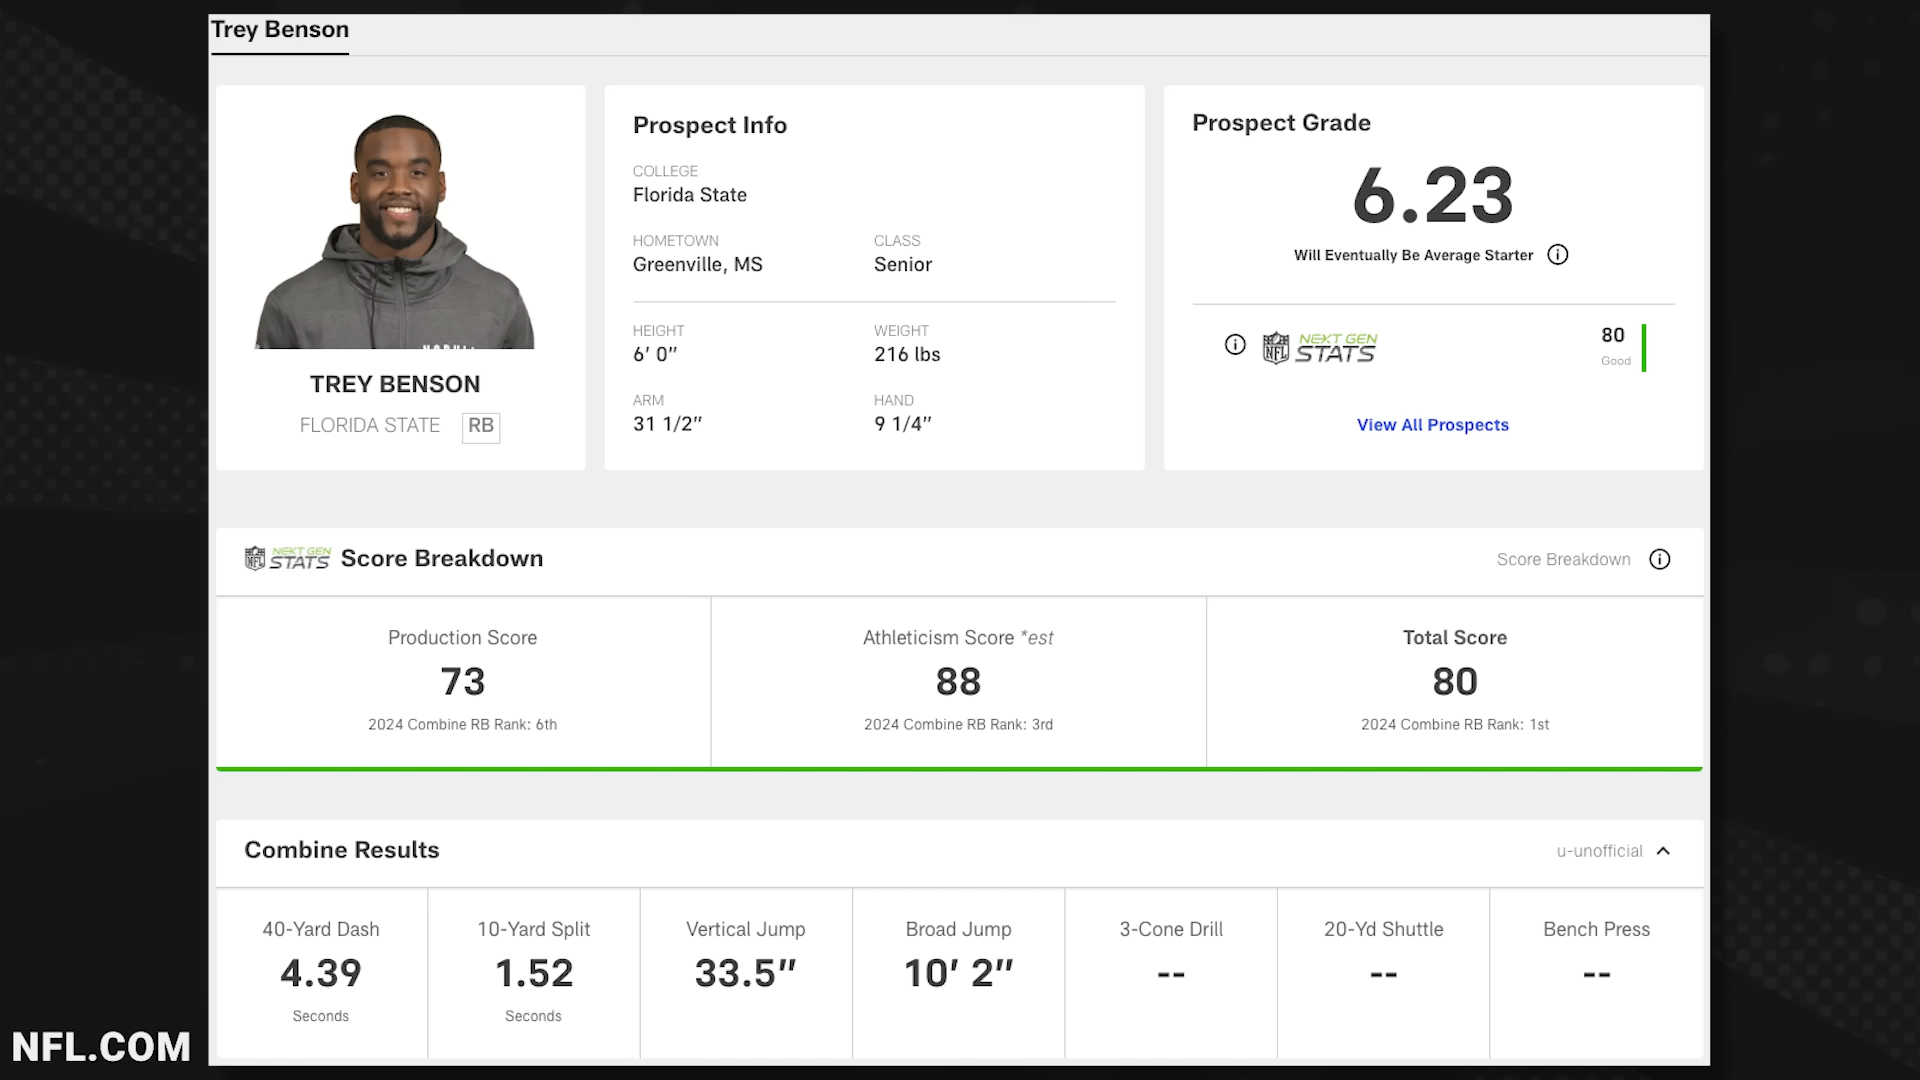 Trey Benson
TREY BENSON
FLORIDA STATE RB
Prospect Info
COLLEGE
Florida State
HOMETOWN
Greenville, MS
CLASS
Senior
HEIGHT
6′ 0″
WEIGHT
216 lbs
ARM
31 1/2″
HAND
9 1/4″
Prospect Grade
6.23
Will Eventually Be Average Starter
NFL NEXT GEN STATS
80
Good
View All Prospects
NFL NEXT GEN STATS Score Breakdown
Score Breakdown
Production Score
73
2024 Combine RB Rank: 6th
Athleticism Score *est
88
2024 Combine RB Rank: 3rd
Total Score
80
2024 Combine RB Rank: 1st
Combine Results
u-unofficial
40-Yard Dash
4.39
Seconds
10-Yard Split
1.52
Seconds
Vertical Jump
33.5″
Broad Jump
10′ 2″
3-Cone Drill
--
20-Yd Shuttle
--
Bench Press
--
NFL.COM